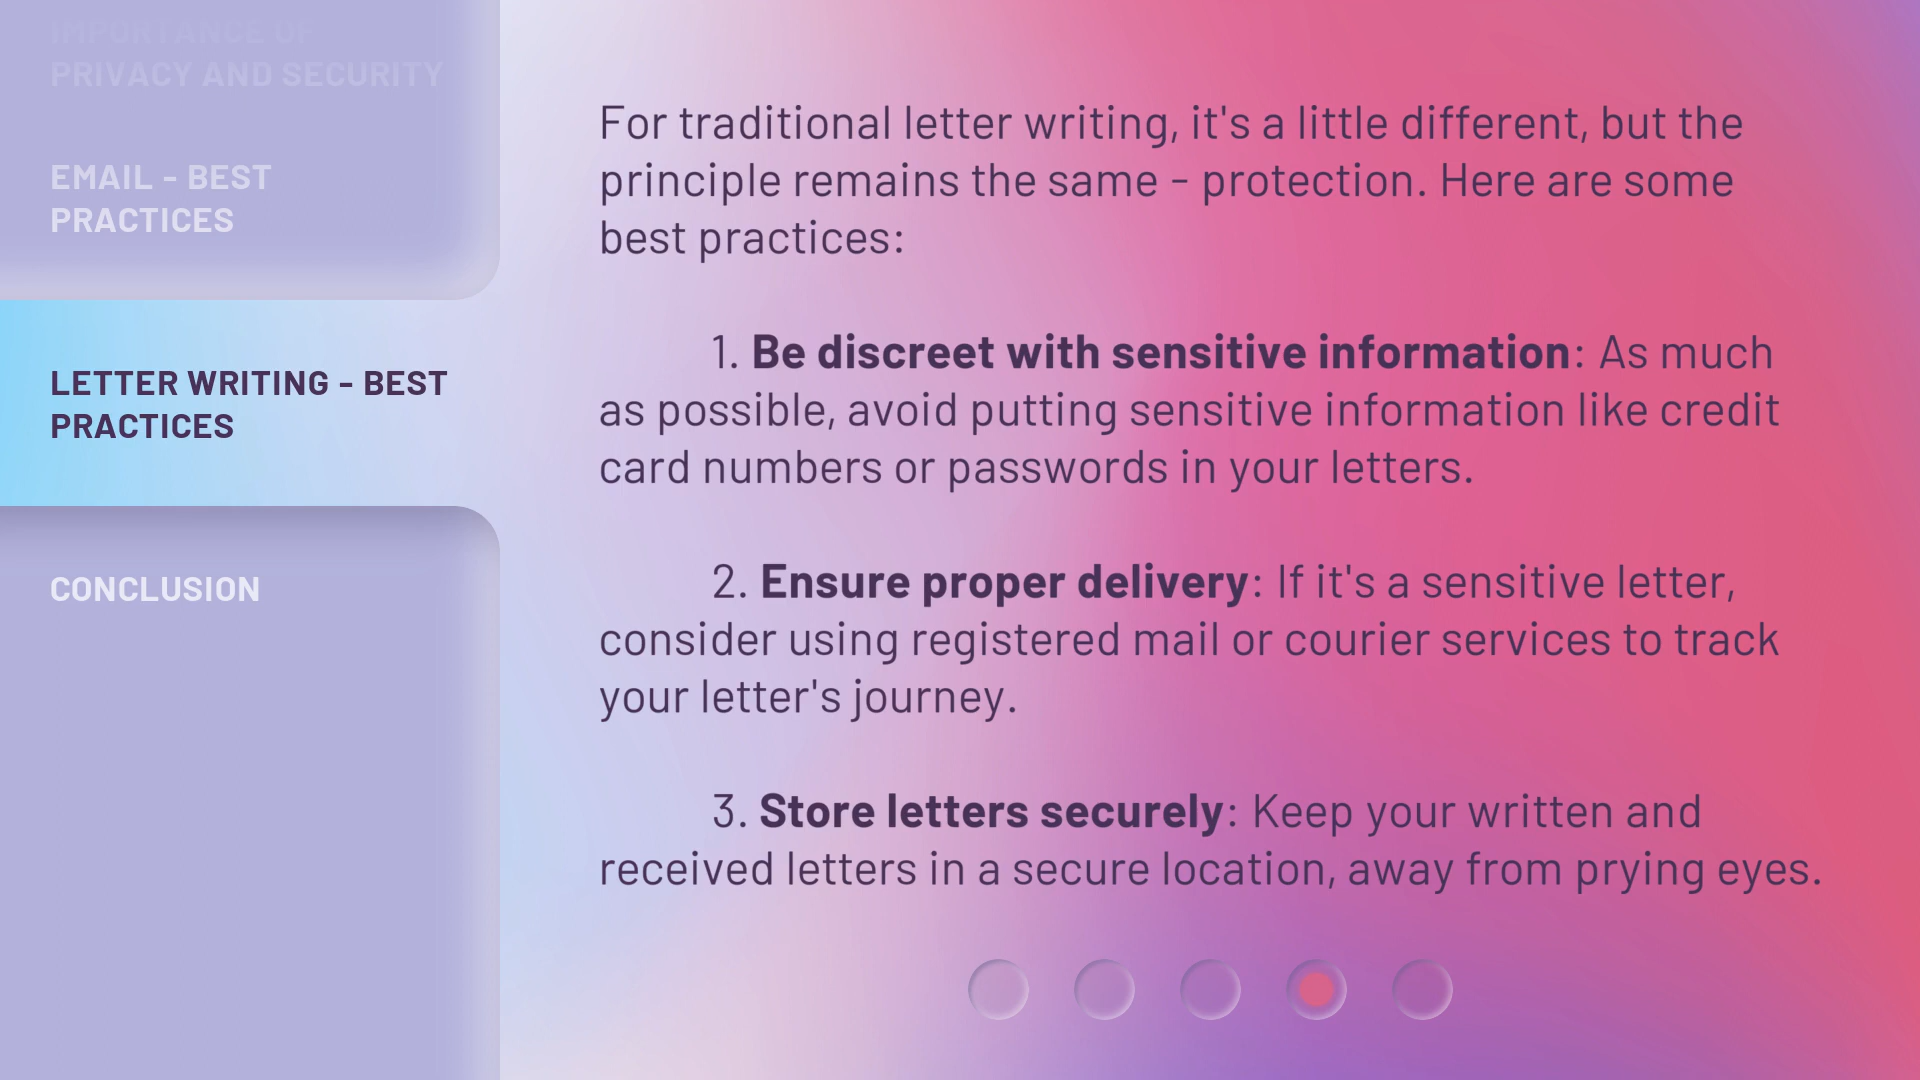 IMPORTANCE OF
PRIVACY AND SECURITY
EMAIL - BEST
PRACTICES
LETTER WRITING - BEST
PRACTICES
CONCLUSION
For traditional letter writing, it's a little different, but the
principle remains the same - protection. Here are some
best practices:
1. Be discreet with sensitive information: As much
as possible, avoid putting sensitive information like credit
card numbers or passwords in your letters.
2. Ensure proper delivery: If it's a sensitive letter,
consider using registered mail or courier services to track
your letter's journey.
3. Store letters securely: Keep your written and
received letters in a secure location, away from prying eyes.